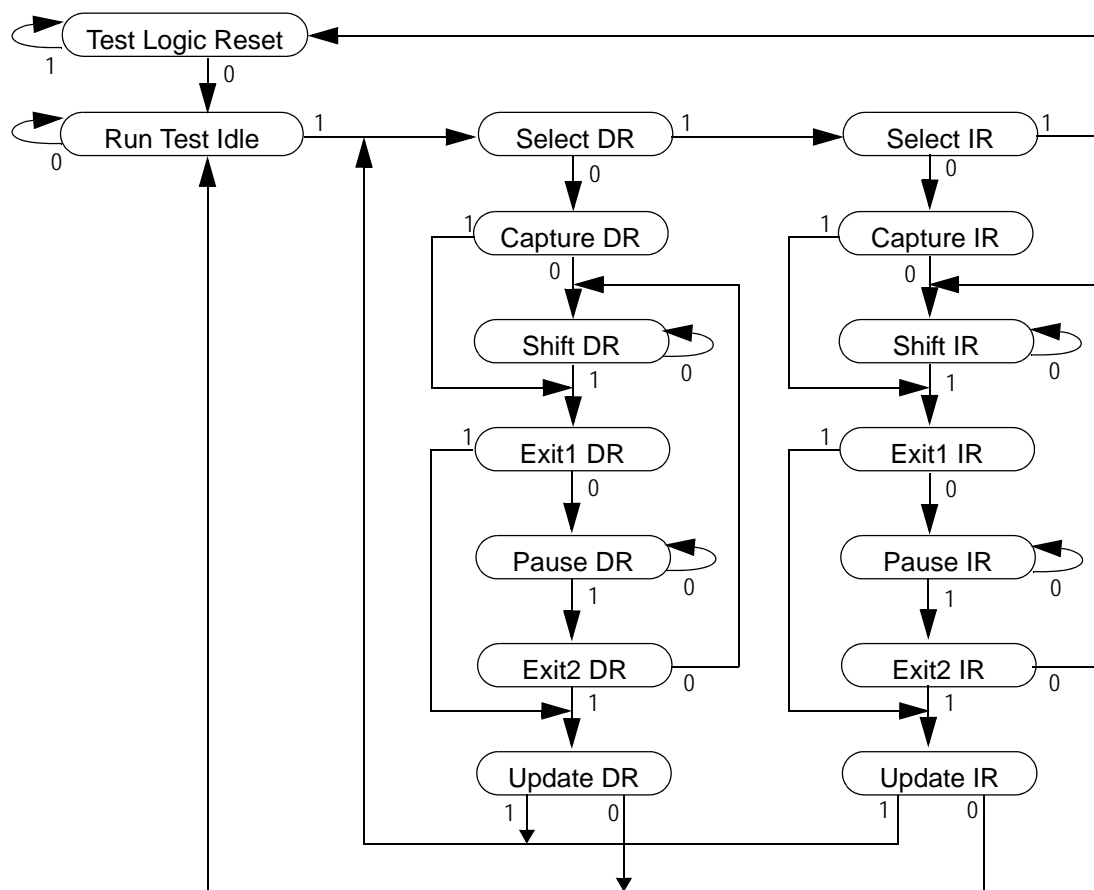 Test Logic Reset
1
0
Run Test Idle
1
Select DR
1
Select IR
1
0
0
0
1
Capture DR
1
Capture IR
0
0
Shift DR
Shift IR
0
0
1
1
1
Exit1 DR
1
Exit1 IR
0
0
Pause DR
Pause IR
0
0
1
1
Exit2 DR
Exit2 IR
0
0
1
1
Update DR
Update IR
1
0
1
0